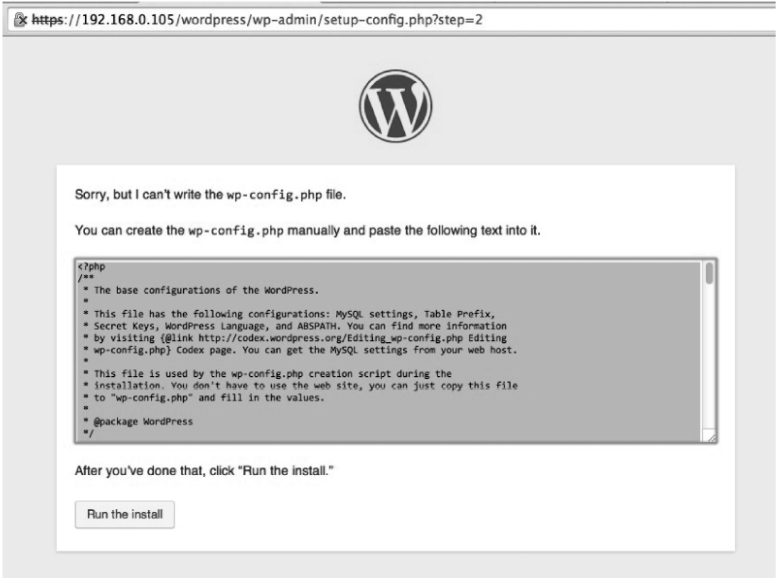 https://192.168.0.105/wordpress/wp-admin/setup-config.php?step=2
W
Sorry, but I can't write the wp-config.php file.
You can create the wp-config.php manually and paste the following text into it.
<?php
/**
 * The base configurations of the WordPress.
 *
 * This file has the following configurations: MySQL settings, Table Prefix,
 * Secret Keys, WordPress Language, and ABSPATH. You can find more information
 * by visiting {@link http://codex.wordpress.org/Editing_wp-config.php Editing
 * wp-config.php} Codex page. You can get the MySQL settings from your web host.
 *
 * This file is used by the wp-config.php creation script during the
 * installation. You don't have to use the web site, you can just copy this file
 * to "wp-config.php" and fill in the values.
 *
 * @package WordPress
 */
After you've done that, click "Run the install."
Run the install